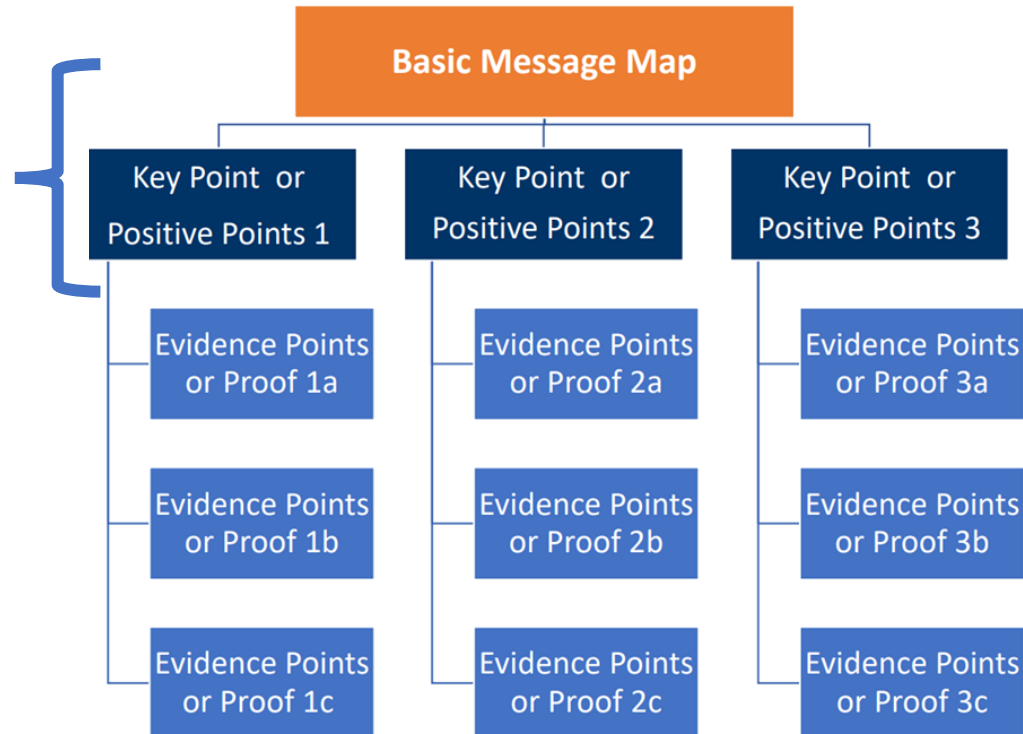 Basic Message Map
Key Point or
Positive Points 1
Key Point or
Positive Points 2
Key Point or
Positive Points 3
Evidence Points
or Proof 1a
Evidence Points
or Proof 2a
Evidence Points
or Proof 3a
Evidence Points
or Proof 1b
Evidence Points
or Proof 2b
Evidence Points
or Proof 3b
Evidence Points
or Proof 1c
Evidence Points
or Proof 2c
Evidence Points
or Proof 3c